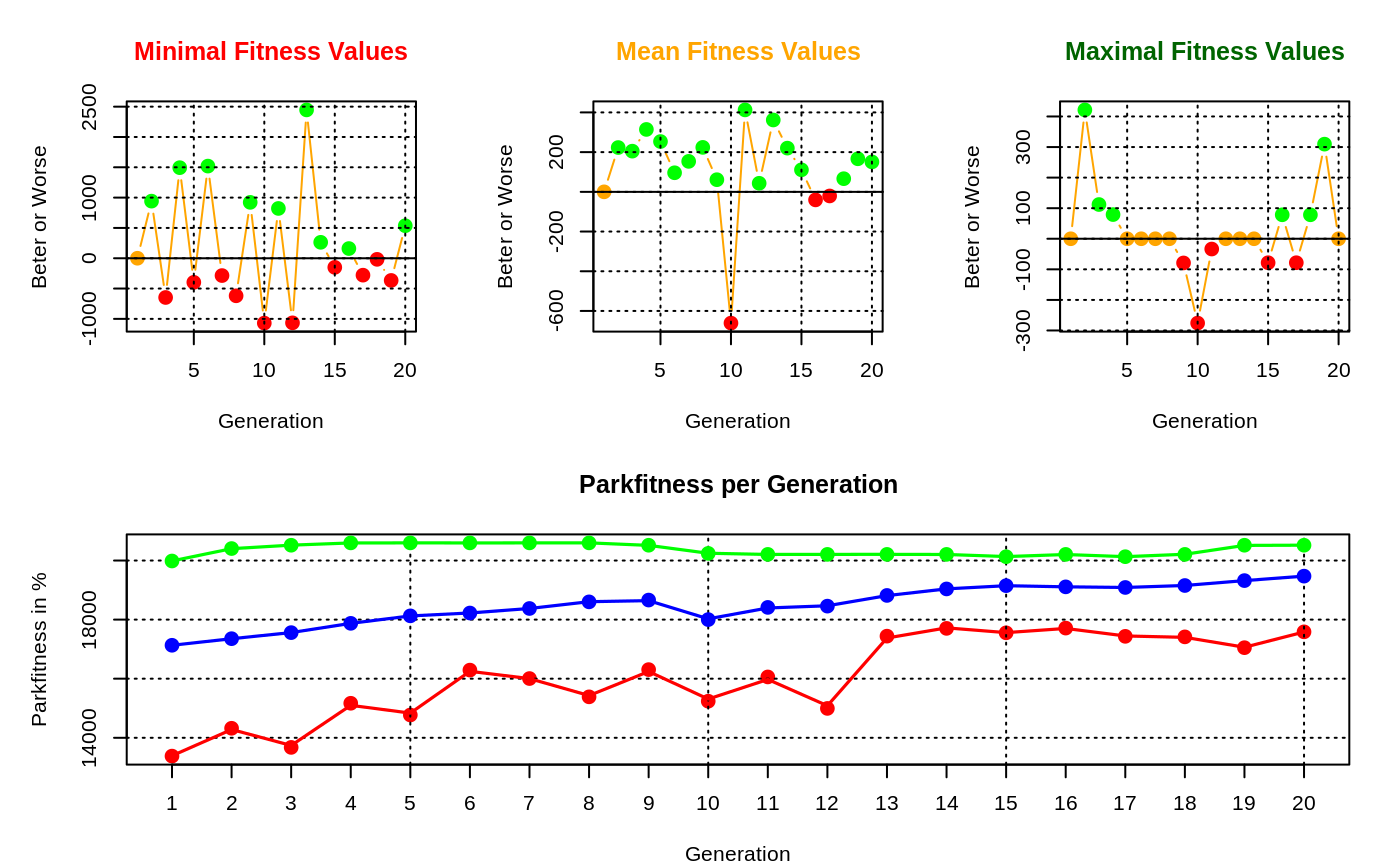 Minimal Fitness Values
Mean Fitness Values
Maximal Fitness Values
Beter or Worse
2500
1000
0
-1000
5 10 15 20
Generation
Beter or Worse
200
-200
-600
5 10 15 20
Generation
Beter or Worse
300
100
-100
-300
5 10 15 20
Generation
Parkfitness per Generation
Parkfitness in %
18000
14000
1 2 3 4 5 6 7 8 9 10 11 12 13 14 15 16 17 18 19 20
Generation